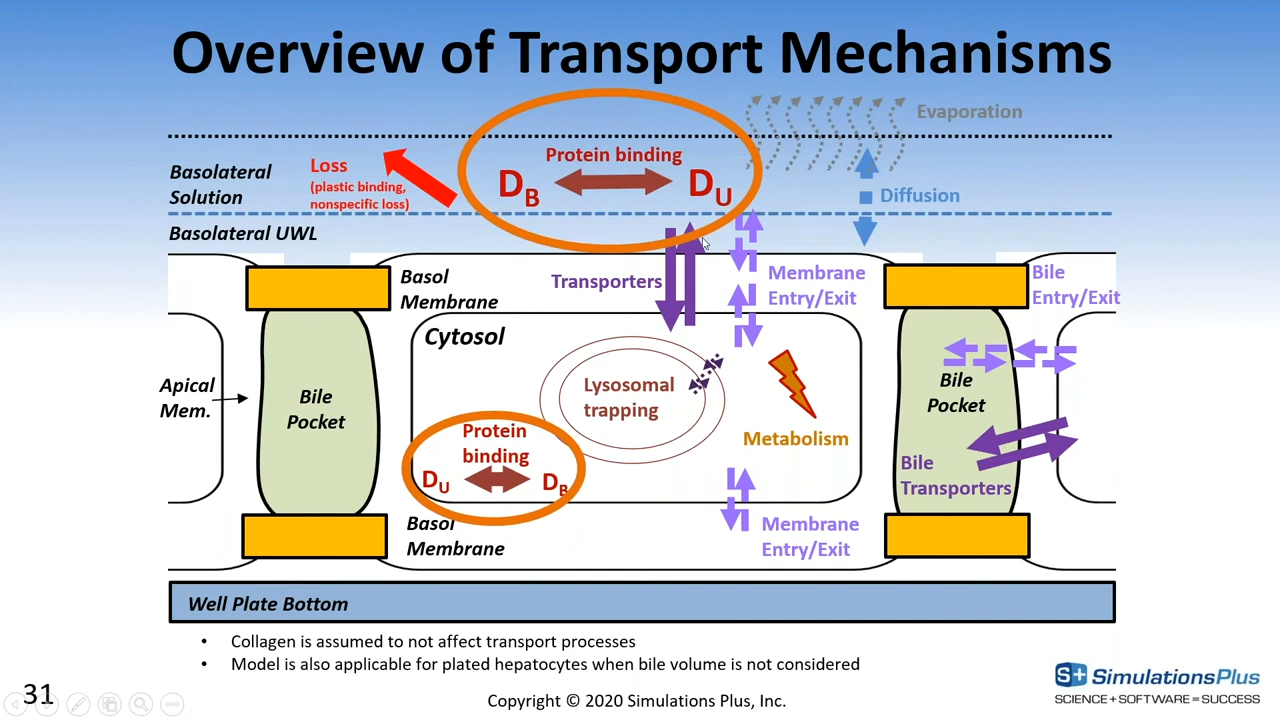 Overview of Transport Mechanisms
Evaporation
Basolateral
Solution
Loss
(plastic binding,
nonspecific loss)
Protein binding
DB
DU
Diffusion
Basolateral UWL
Basol
Membrane
Transporters
Membrane
Entry/Exit
Bile
Entry/Exit
Cytosol
Apical
Mem.
Bile
Pocket
Lysosomal
trapping
Metabolism
Bile
Pocket
Protein
binding
DU
DB
Bile
Transporters
Basol
Membrane
Membrane
Entry/Exit
Well Plate Bottom
• Collagen is assumed to not affect transport processes
• Model is also applicable for plated hepatocytes when bile volume is not considered
31
Copyright © 2020 Simulations Plus, Inc.
S+ SimulationsPlus
SCIENCE + SOFTWARE = SUCCESS